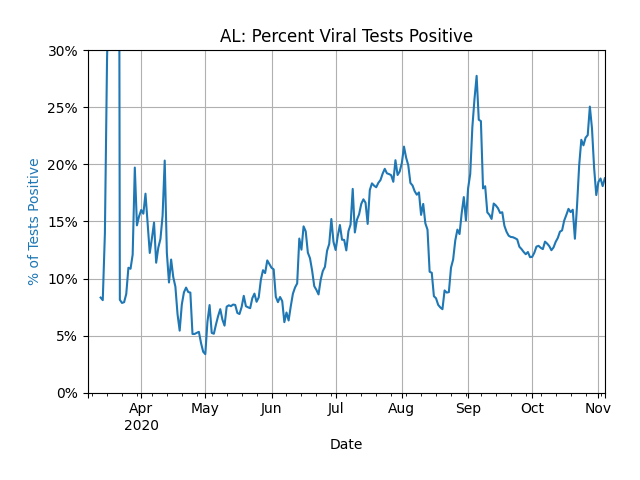 AL: Percent Viral Tests Positive
30%
25%
20%
15%
10%
5%
0%
% of Tests Positive
Apr May Jun Jul Aug Sep Oct Nov
2020
Date